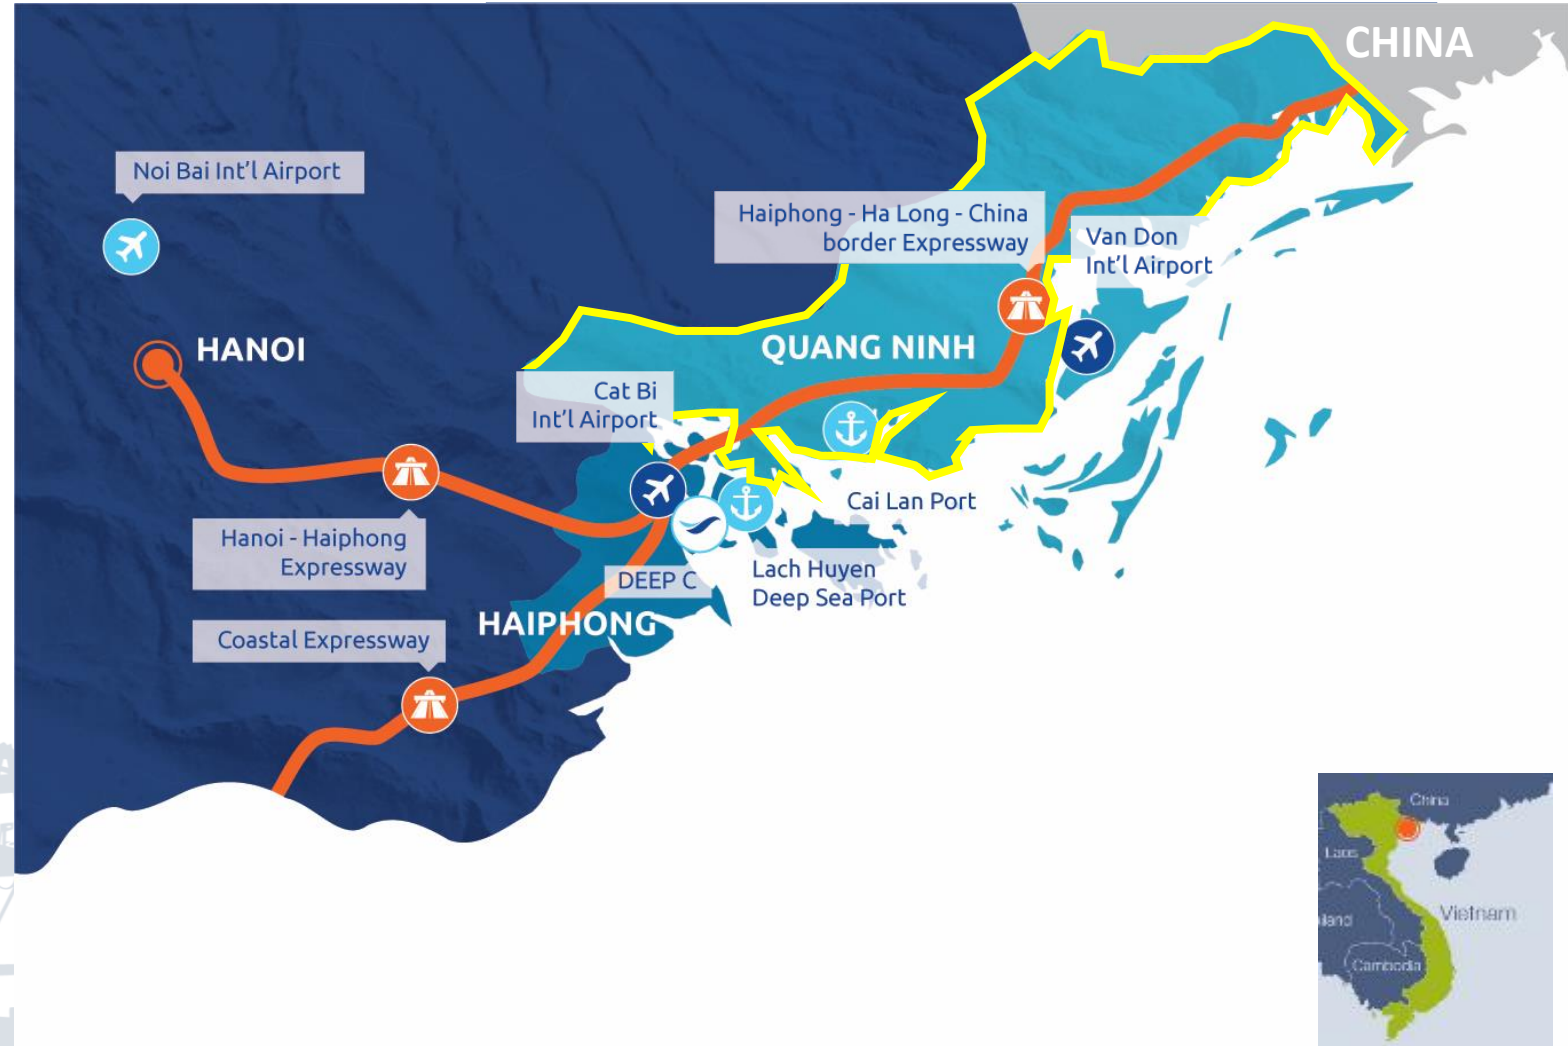 CHINA
Noi Bai Int'l Airport
Haiphong - Ha Long - China
border Expressway
Van Don
Int'l Airport
HANOI
QUANG NINH
Cat Bi
Int'l Airport
Cai Lan Port
Hanoi - Haiphong
Expressway
DEEP C
Lach Huyen
Deep Sea Port
HAIPHONG
Coastal Expressway
China
Laos
Vietnam
iland
Cambodia